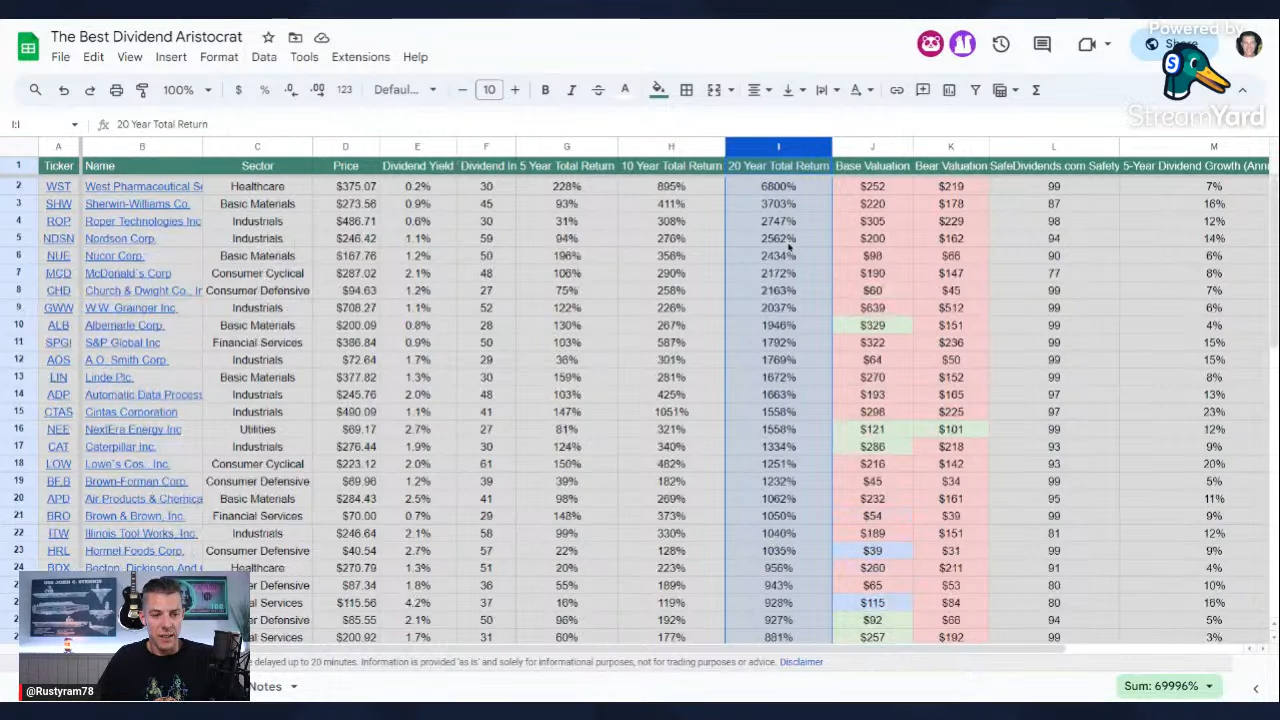 The Best Dividend Aristocrat
Powered by
Share
File Edit View Insert Format Data Tools Extensions Help
StreamYard
100% $ % .0 .00 123 Defaul... 10
I:I fx 20 Year Total Return
A B C D E F G H I J K L M
1 Ticker Name Sector Price Dividend Yield Dividend In 5 Year Total Return 10 Year Total Return 20 Year Total Return Base Valuation Bear Valuation SafeDividends.com Safety 5-Year Dividend Growth (Annu
2 WST West Pharmaceutical Se Healthcare $375.07 0.2% 30 228% 895% 6800% $252 $219 99 7%
3 SHW Sherwin-Williams Co. Basic Materials $273.56 0.9% 45 93% 411% 3703% $220 $178 87 16%
4 ROP Roper Technologies Inc Industrials $486.71 0.6% 30 31% 308% 2747% $305 $229 98 12%
5 NDSN Nordson Corp. Industrials $246.42 1.1% 59 94% 276% 2562% $200 $162 94 14%
6 NUE Nucor Corp. Basic Materials $167.76 1.2% 50 196% 356% 2434% $98 $66 90 6%
7 MCD McDonald`s Corp Consumer Cyclical $287.02 2.1% 48 106% 290% 2172% $190 $147 77 8%
8 CHD Church & Dwight Co., In Consumer Defensive $94.63 1.2% 27 75% 258% 2163% $60 $45 99 7%
9 GWW W.W. Grainger Inc. Industrials $708.27 1.1% 52 122% 226% 2037% $639 $512 99 6%
10 ALB Albemarle Corp. Basic Materials $200.09 0.8% 28 130% 267% 1946% $329 $151 99 4%
11 SPGI S&P Global Inc Financial Services $386.84 0.9% 50 103% 587% 1792% $322 $236 99 15%
12 AOS A.O. Smith Corp. Industrials $72.64 1.7% 29 36% 301% 1769% $64 $50 99 15%
13 LIN Linde Plc. Basic Materials $377.82 1.3% 30 159% 281% 1672% $270 $152 99 8%
14 ADP Automatic Data Process Industrials $245.76 2.0% 48 103% 425% 1663% $193 $165 97 13%
15 CTAS Cintas Corporation Industrials $490.09 1.1% 41 147% 1051% 1558% $296 $225 97 23%
16 NEE NextEra Energy Inc Utilities $69.17 2.7% 27 81% 321% 1558% $121 $101 99 12%
17 CAT Caterpillar Inc. Industrials $276.44 1.9% 30 124% 340% 1334% $286 $218 93 9%
18 LOW Lowe`s Cos., Inc. Consumer Cyclical $223.12 2.0% 61 150% 482% 1251% $216 $142 93 20%
19 BF.B Brown-Forman Corp. Consumer Defensive $69.96 1.2% 39 39% 182% 1232% $45 $34 99 5%
20 APD Air Products & Chemica Basic Materials $284.43 2.5% 41 98% 269% 1062% $232 $161 95 11%
21 BRO Brown & Brown, Inc. Financial Services $70.00 0.7% 29 148% 373% 1050% $54 $39 99 9%
22 ITW Illinois Tool Works, Inc. Industrials $246.64 2.1% 58 99% 330% 1040% $189 $151 81 12%
23 HRL Hormel Foods Corp. Consumer Defensive $40.54 2.7% 57 22% 128% 1035% $39 $31 99 9%
24 BDX Becton, Dickinson And C Healthcare $270.79 1.3% 51 20% 223% 956% $260 $211 91 4%
r Defensive $87.34 1.8% 36 55% 189% 943% $65 $53 80 10%
al Services $115.56 4.2% 37 16% 119% 928% $115 $84 80 16%
r Defensive $85.55 2.1% 50 96% 192% 927% $92 $66 94 5%
al Services $200.92 1.7% 31 60% 177% 881% $257 $192 99 3%
delayed up to 20 minutes. Information is provided 'as is' and solely for informational purposes, not for trading purposes or advice. Disclaimer
@Rustyram78
Notes
Sum: 69996%